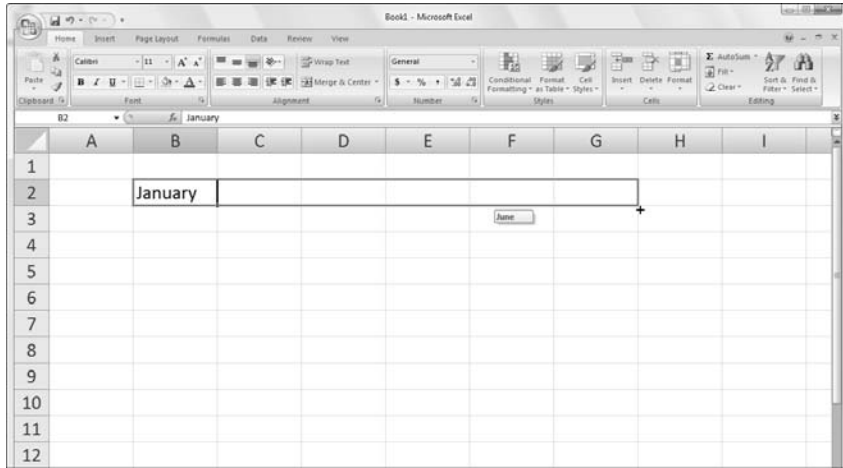 Book1 - Microsoft Excel
Home Insert Page Layout Formulas Data Review View
Paste
Calibri 11 A A Wrap Text General Conditional Formatting Format as Table Cell Styles Insert Delete Format Σ AutoSum Fill Clear Sort & Filter Find & Select
B I U A Merge & Center $ % ,
Clipboard Font Alignment Number Styles Cells Editing
B2 fx January
A B C D E F G H I
1
2 January
3 June
4
5
6
7
8
9
10
11
12